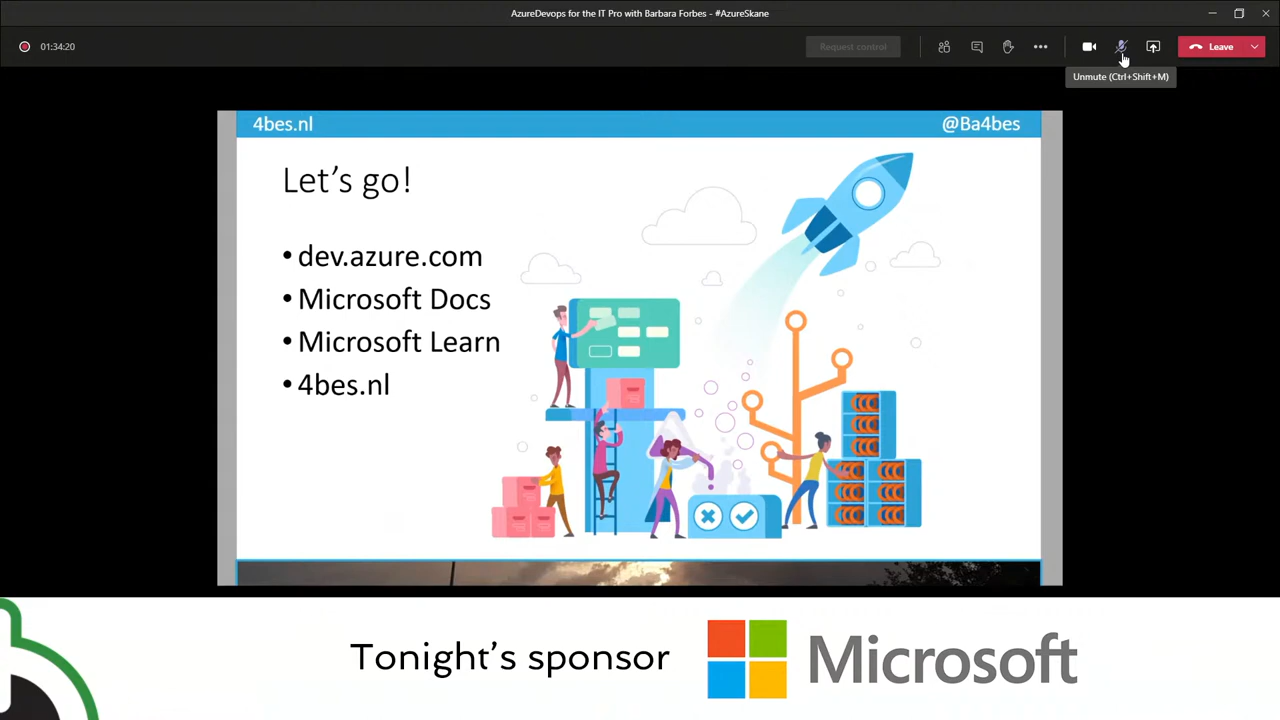 AzureDevops for the IT Pro with Barbara Forbes - #AzureSkane
01:34:20
Request control
Leave
Unmute (Ctrl+Shift+M)
4bes.nl
@Ba4bes
Let's go!
• dev.azure.com
• Microsoft Docs
• Microsoft Learn
• 4bes.nl
Tonight's sponsor
Microsoft